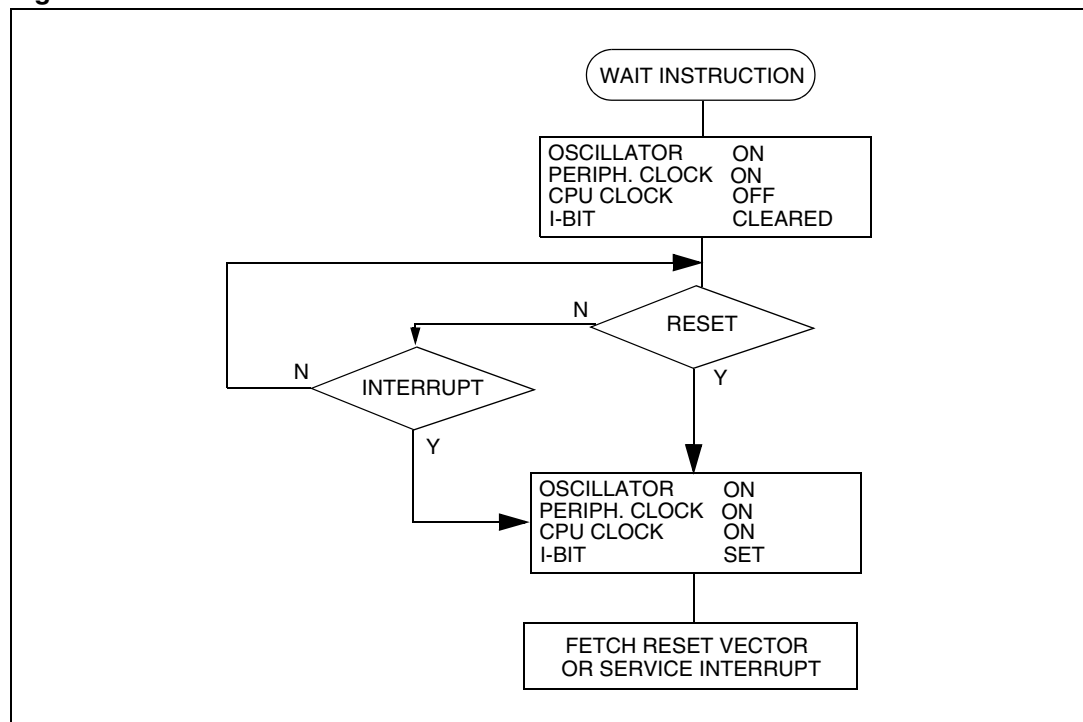 WAIT INSTRUCTION
OSCILLATOR ON
PERIPH. CLOCK ON
CPU CLOCK OFF
I-BIT CLEARED
N
RESET
N
INTERRUPT
Y
Y
OSCILLATOR ON
PERIPH. CLOCK ON
CPU CLOCK ON
I-BIT SET
FETCH RESET VECTOR
OR SERVICE INTERRUPT